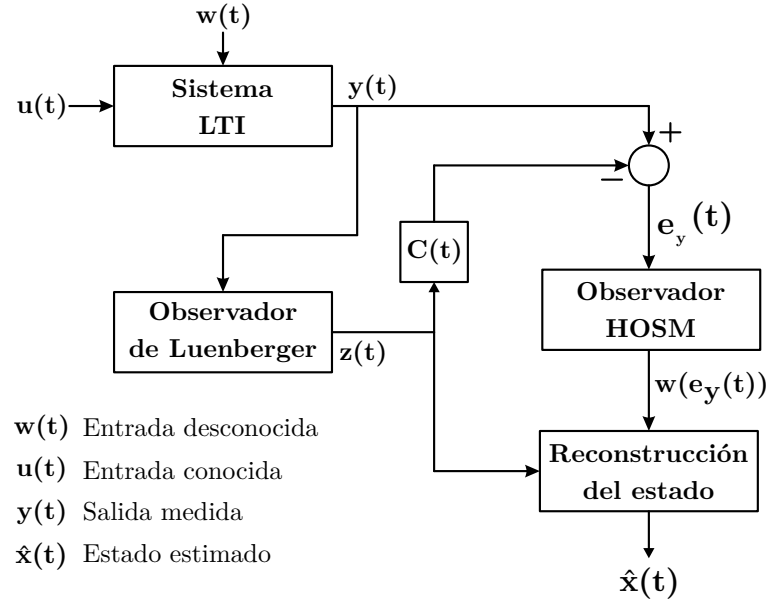 w(t)
u(t)
Sistema
LTI
y(t)
+
−
C(t)
e_y(t)
Observador
de Luenberger
z(t)
Observador
HOSM
w(e_y(t))
Reconstrucción
del estado
x̂(t)
w(t) Entrada desconocida
u(t) Entrada conocida
y(t) Salida medida
x̂(t) Estado estimado